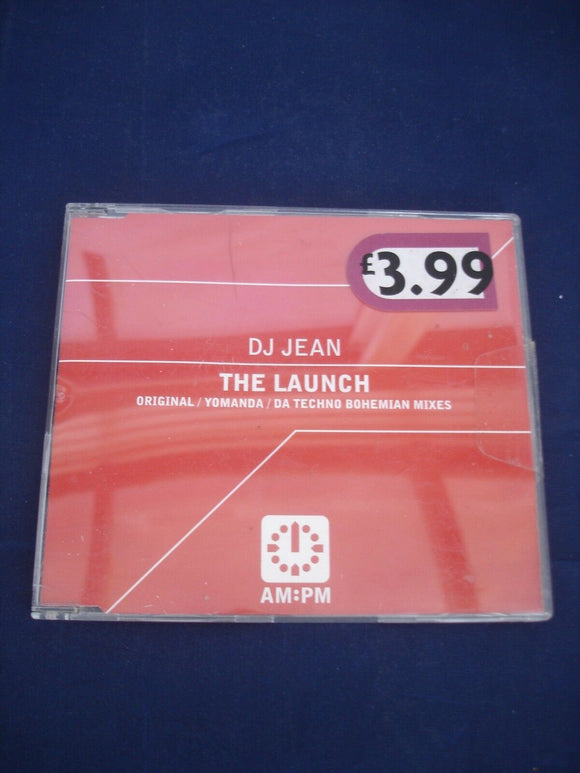 £3.99
DJ JEAN
THE LAUNCH
ORIGINAL / YOMANDA / DA TECHNO BOHEMIAN MIXES
AM:PM